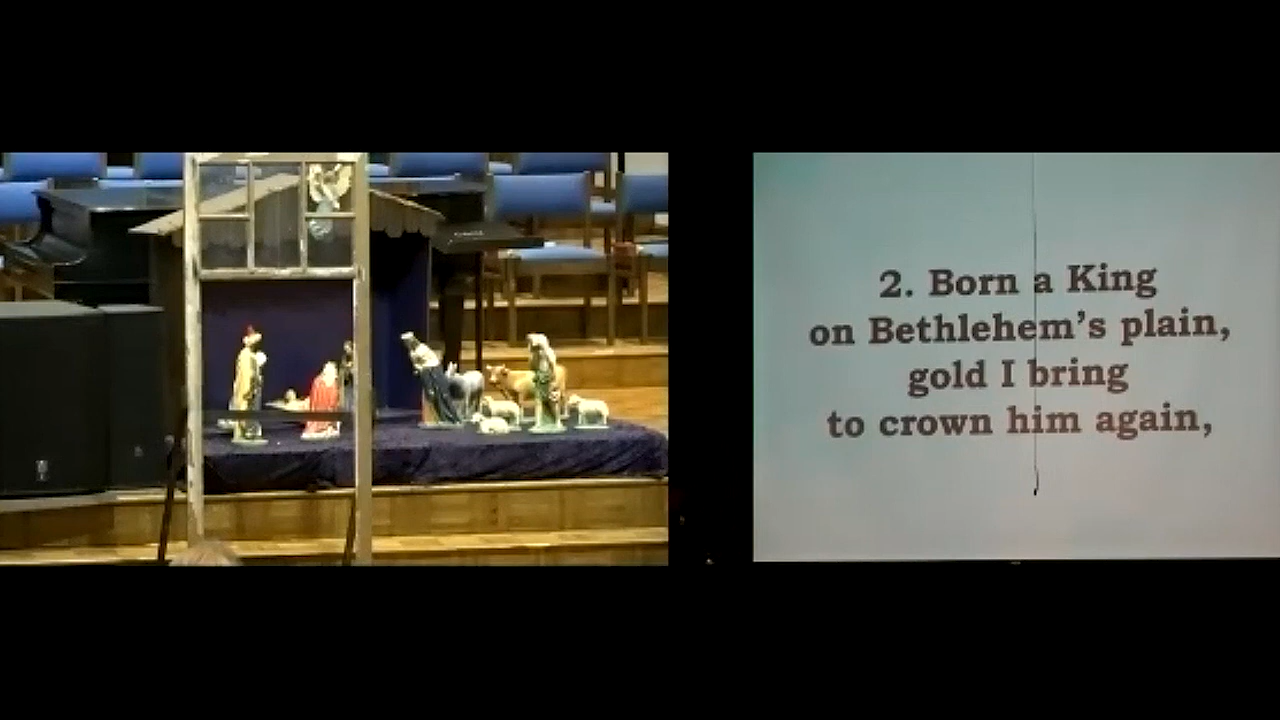 2. Born a King
on Bethlehem's plain,
gold I bring
to crown him again,